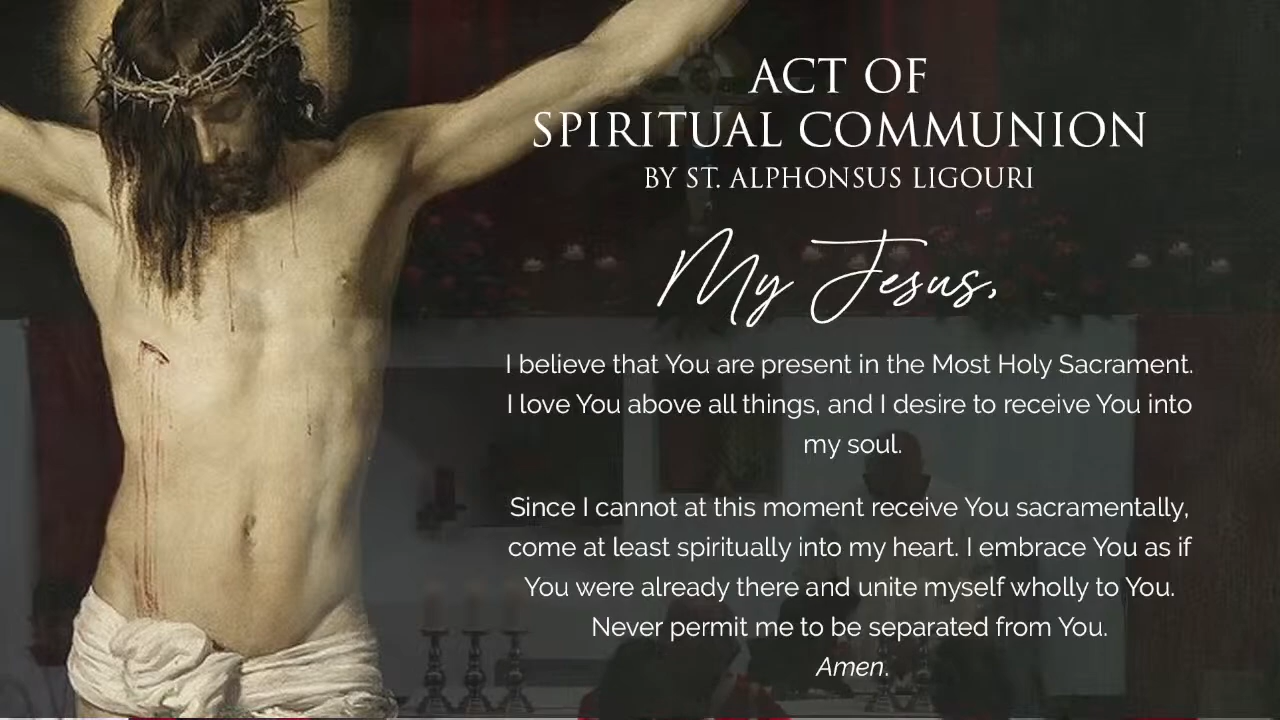 ACT OF
SPIRITUAL COMMUNION
BY ST. ALPHONSUS LIGOURI
My Jesus,
I believe that You are present in the Most Holy Sacrament.
I love You above all things, and I desire to receive You into
my soul.
Since I cannot at this moment receive You sacramentally,
come at least spiritually into my heart. I embrace You as if
You were already there and unite myself wholly to You.
Never permit me to be separated from You.
Amen.